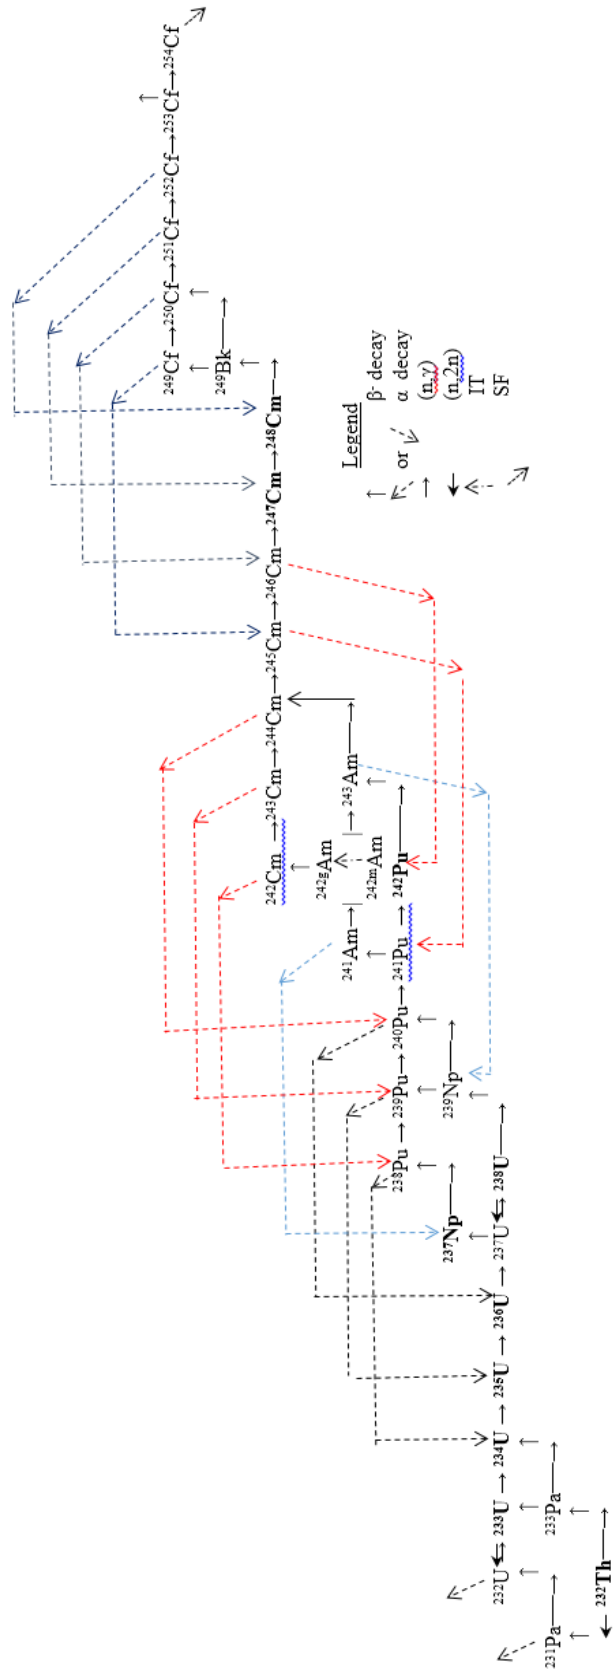 ²⁴⁹Cf→²⁵⁰Cf→²⁵¹Cf→²⁵²Cf→²⁵³Cf→²⁵⁴Cf
²⁴⁹Bk
²⁴²Cm →²⁴³Cm→²⁴⁴Cm→²⁴⁵Cm→²⁴⁶Cm→²⁴⁷Cm→²⁴⁸Cm
²⁴²ᵍAm
²⁴¹Am→ | | → ²⁴³Am
²⁴²ᵐAm
²³⁸Pu→²³⁹Pu→²⁴⁰Pu→²⁴¹Pu →²⁴²Pu
²³⁷Np ²³⁹Np
²³²U ⇆ ²³³U → ²³⁴U → ²³⁵U → ²³⁶U → ²³⁷U ⇆ ²³⁸U
²³¹Pa ²³³Pa
²³²Th
Legend
β- decay
or α decay
(n,γ)
(n,2n)
IT
SF